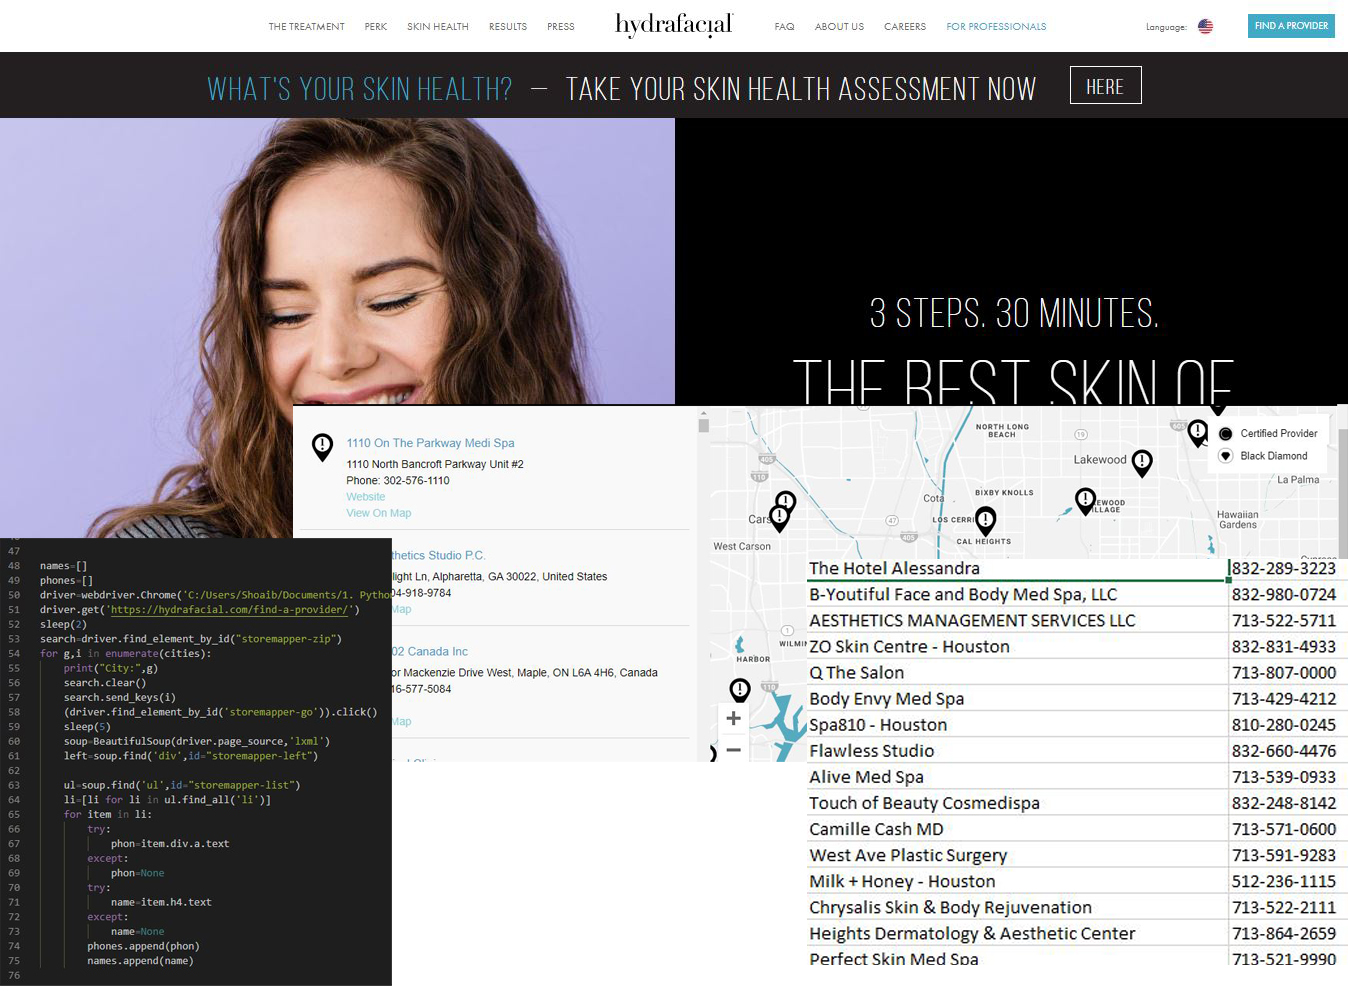 THE TREATMENT PERK SKIN HEALTH RESULTS PRESS hydrafacial FAQ ABOUT US CAREERS FOR PROFESSIONALS Language: FIND A PROVIDER
WHAT'S YOUR SKIN HEALTH? — TAKE YOUR SKIN HEALTH ASSESSMENT NOW HERE
3 STEPS. 30 MINUTES.
THE BEST SKIN OF
1110 On The Parkway Medi Spa
1110 North Bancroft Parkway Unit #2
Phone: 302-576-1110
Website
View On Map
thetics Studio P.C.
light Ln, Alpharetta, GA 30022, United States
04-918-9784
Map
02 Canada Inc
or Mackenzie Drive West, Maple, ON L6A 4H6, Canada
16-577-5084
Map
NORTH LONG
BEACH
19
405
605
Certified Provider
Black Diamond
Lakewood
La Palma
110
Cota
BIXBY KNOLLS
EWOOD
ILLAGE
Hawaiian
Gardens
Cars
47
LOS CERRI
405
CAL HEIGHTS
West Carson
1
WILMIN
HARBOR
110
+
−
47
48 names=[]
49 phones=[]
50 driver=webdriver.Chrome('C:/Users/Shoaib/Documents/1. Pytho
51 driver.get('https://hydrafacial.com/find-a-provider/')
52 sleep(2)
53 search=driver.find_element_by_id("storemapper-zip")
54 for g,i in enumerate(cities):
55 print("City:",g)
56 search.clear()
57 search.send_keys(i)
58 (driver.find_element_by_id('storemapper-go')).click()
59 sleep(5)
60 soup=BeautifulSoup(driver.page_source,'lxml')
61 left=soup.find('div',id="storemapper-left")
62
63 ul=soup.find('ul',id="storemapper-list")
64 li=[li for li in ul.find_all('li')]
65 for item in li:
66 try:
67 phon=item.div.a.text
68 except:
69 phon=None
70 try:
71 name=item.h4.text
72 except:
73 name=None
74 phones.append(phon)
75 names.append(name)
76
The Hotel Alessandra 832-289-3223
B-Youtiful Face and Body Med Spa, LLC 832-980-0724
AESTHETICS MANAGEMENT SERVICES LLC 713-522-5711
ZO Skin Centre - Houston 832-831-4933
Q The Salon 713-807-0000
Body Envy Med Spa 713-429-4212
Spa810 - Houston 810-280-0245
Flawless Studio 832-660-4476
Alive Med Spa 713-539-0933
Touch of Beauty Cosmedispa 832-248-8142
Camille Cash MD 713-571-0600
West Ave Plastic Surgery 713-591-9283
Milk + Honey - Houston 512-236-1115
Chrysalis Skin & Body Rejuvenation 713-522-2111
Heights Dermatology & Aesthetic Center 713-864-2659
Perfect Skin Med Spa 713-521-9990